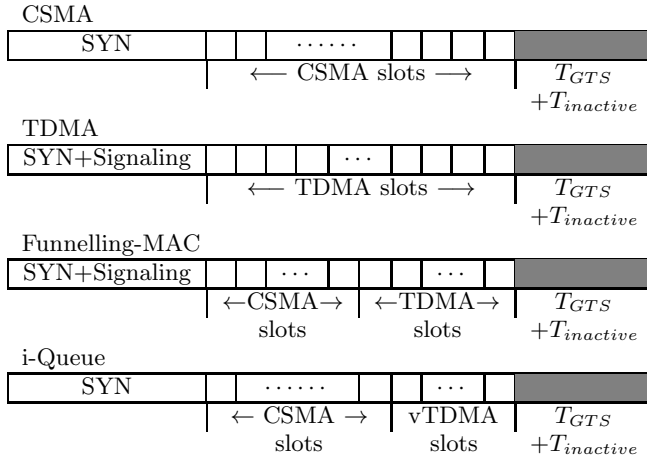 CSMA
SYN ......
←— CSMA slots —→ T_GTS
+T_inactive
TDMA
SYN+Signaling ...
←— TDMA slots —→ T_GTS
+T_inactive
Funnelling-MAC
SYN+Signaling ... ...
←CSMA→ ←TDMA→ T_GTS
slots slots +T_inactive
i-Queue
SYN ...... ...
← CSMA → vTDMA T_GTS
slots slots +T_inactive